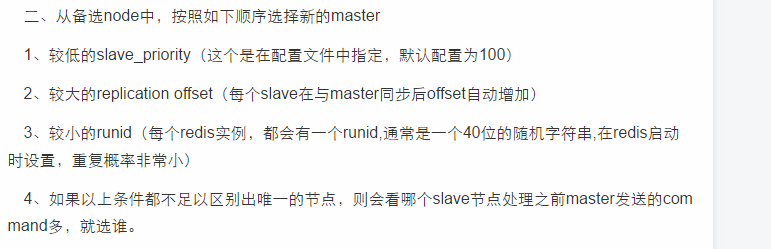 二、从备选node中，按照如下顺序选择新的master
1、较低的slave_priority（这个是在配置文件中指定，默认配置为100）
2、较大的replication offset（每个slave在与master同步后offset自动增加）
3、较小的runid（每个redis实例，都会有一个runid,通常是一个40位的随机字符串,在redis启动
时设置，重复概率非常小）
4、如果以上条件都不足以区别出唯一的节点，则会看哪个slave节点处理之前master发送的com
mand多，就选谁。